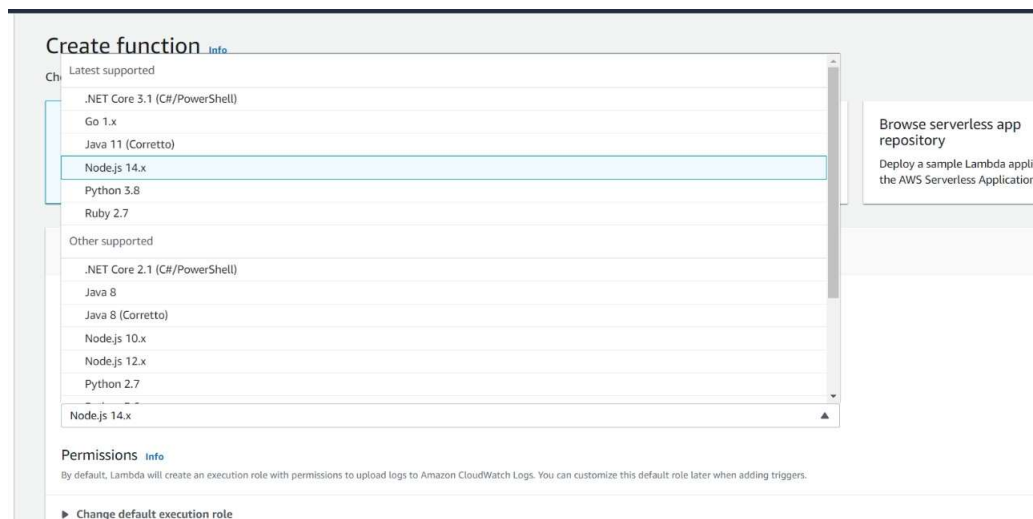 Create function Info
Latest supported
.NET Core 3.1 (C#/PowerShell)
Go 1.x
Java 11 (Corretto)
Node.js 14.x
Python 3.8
Ruby 2.7
Other supported
.NET Core 2.1 (C#/PowerShell)
Java 8
Java 8 (Corretto)
Node.js 10.x
Node.js 12.x
Python 2.7
Node.js 14.x
Browse serverless app
repository
Deploy a sample Lambda appli
the AWS Serverless Application
Permissions Info
By default, Lambda will create an execution role with permissions to upload logs to Amazon CloudWatch Logs. You can customize this default role later when adding triggers.
Change default execution role